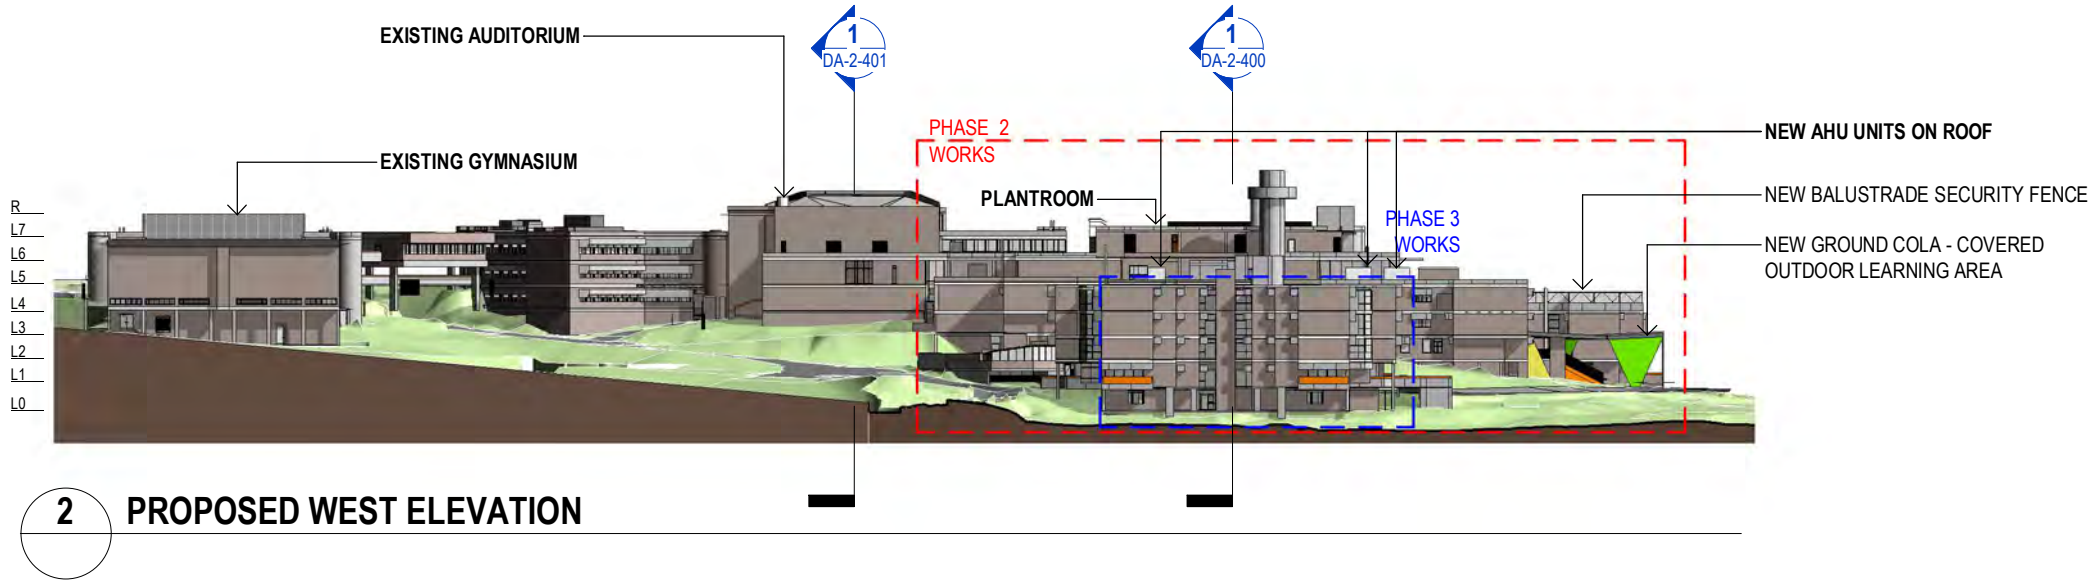 EXISTING AUDITORIUM
1
DA-2-401
1
DA-2-400
PHASE 2
WORKS
NEW AHU UNITS ON ROOF
EXISTING GYMNASIUM
PLANTROOM
NEW BALUSTRADE SECURITY FENCE
PHASE 3
WORKS
NEW GROUND COLA - COVERED
OUTDOOR LEARNING AREA
R
L7
L6
L5
L4
L3
L2
L1
L0
2
PROPOSED WEST ELEVATION